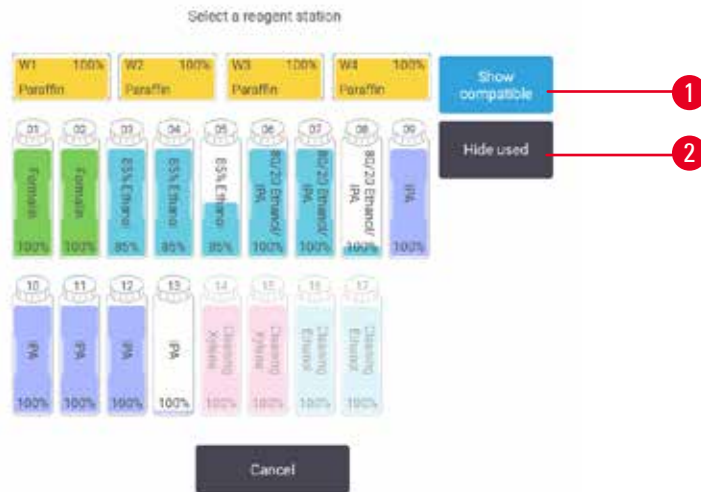 Select a reagent station
W1 100% W2 100% W3 100% W4 100%
Paraffin Paraffin Paraffin Paraffin
Show
compatible
1
Hide used
2
01 02 03 04 05 06 07 08 09
Formalin
Formalin
85% Ethanol
85% Ethanol
85% Ethanol
80/20 Ethanol/
IPA
80/20 Ethanol/
IPA
80/20 Ethanol/
IPA
IPA
100% 100% 85% 85% 85% 100% 100% 100% 100%
10 11 12 13 14 15 16 17
IPA
IPA
IPA
IPA
Cleaning
Xylene
Cleaning
Xylene
Cleaning
Ethanol
Cleaning
Ethanol
100% 100% 100% 100% 100% 100% 100% 100%
Cancel